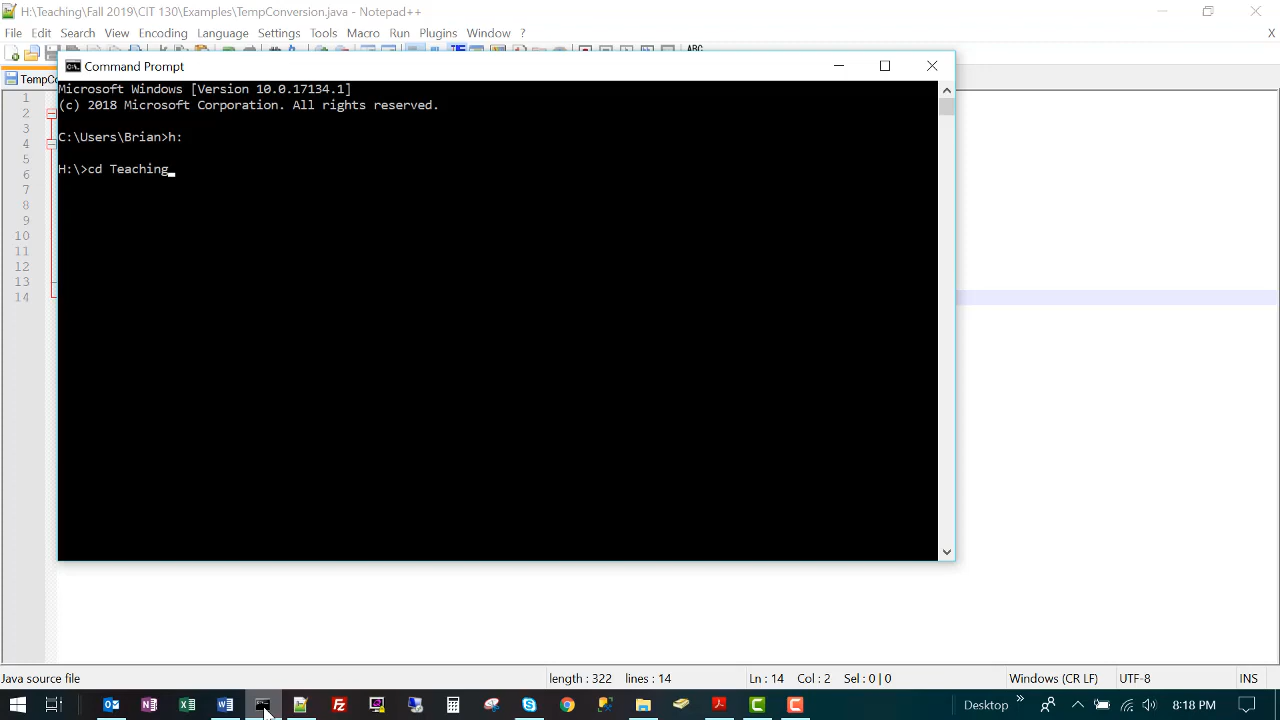 H:\Teaching\Fall 2019\CIT 130\Examples\TempConversion.java - Notepad++
File Edit Search View Encoding Language Settings Tools Macro Run Plugins Window ? X
ABC
Command Prompt
Microsoft Windows [Version 10.0.17134.1]
(c) 2018 Microsoft Corporation. All rights reserved.
C:\Users\Brian>h:
H:\>cd Teaching
1
2
3
4
5
6
7
8
9
10
11
12
13
14
Java source file length : 322 lines : 14 Ln : 14 Col : 2 Sel : 0 | 0 Windows (CR LF) UTF-8 INS
Desktop 8:18 PM